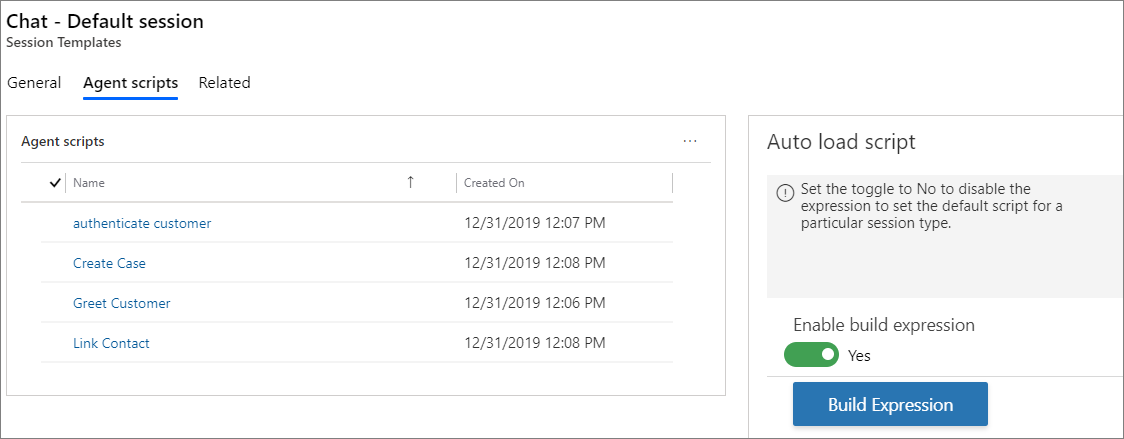 Chat - Default session
Session Templates
General Agent scripts Related
Agent scripts ...
Name ↑ Created On
authenticate customer 12/31/2019 12:07 PM
Create Case 12/31/2019 12:08 PM
Greet Customer 12/31/2019 12:06 PM
Link Contact 12/31/2019 12:08 PM
Auto load script
Set the toggle to No to disable the
expression to set the default script for a
particular session type.
Enable build expression
Yes
Build Expression